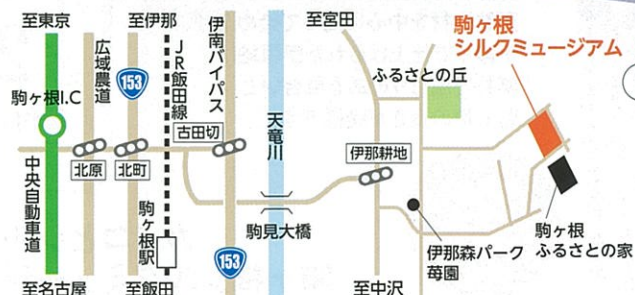 至東京
至伊那
至宮田
駒ヶ根
シルクミュージアム
広域農道
153
JR飯田線
伊南バイパス
ふるさとの丘
駒ヶ根I.C
古田切
天竜川
伊那耕地
北原
北町
中央自動車道
駒ヶ根駅
駒見大橋
伊那森パーク
苺園
駒ヶ根
ふるさとの家
153
至名古屋
至飯田
至中沢